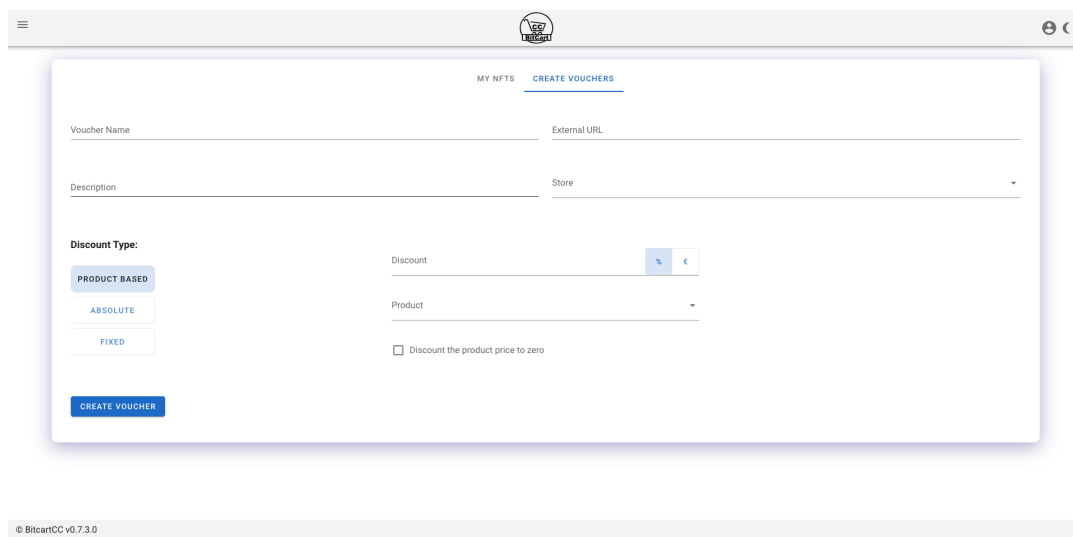 CC
BitCart
MY NFTS CREATE VOUCHERS
Voucher Name External URL
Description Store
Discount Type:
Discount % €
PRODUCT BASED
Product
ABSOLUTE
FIXED
Discount the product price to zero
CREATE VOUCHER
© BitcartCC v0.7.3.0